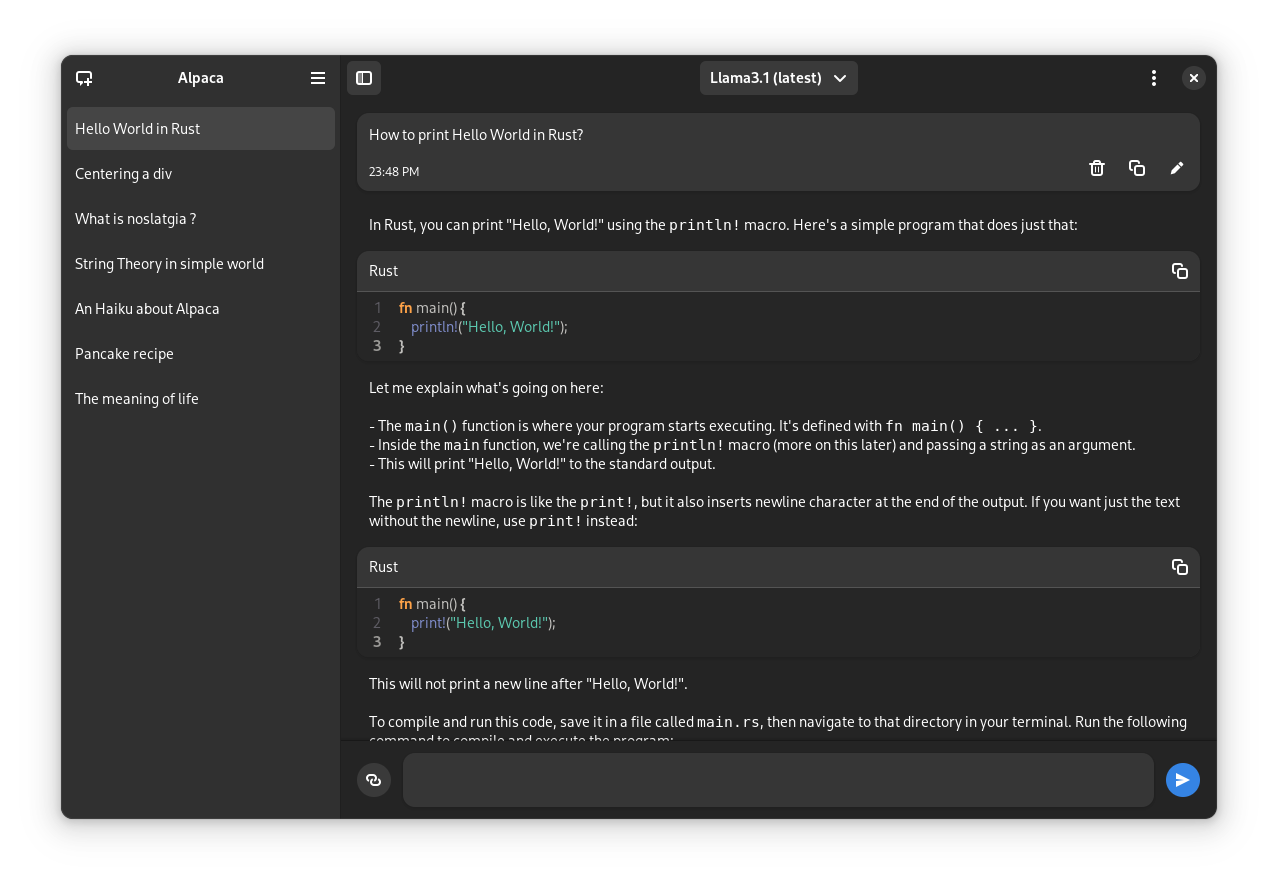 Alpaca
Hello World in Rust
Centering a div
What is noslatgia ?
String Theory in simple world
An Haiku about Alpaca
Pancake recipe
The meaning of life
Llama3.1 (latest)
How to print Hello World in Rust?
23:48 PM
In Rust, you can print "Hello, World!" using the println! macro. Here's a simple program that does just that:
Rust
1 fn main() {
2 println!("Hello, World!");
3 }
Let me explain what's going on here:
- The main() function is where your program starts executing. It's defined with fn main() { ... }.
- Inside the main function, we're calling the println! macro (more on this later) and passing a string as an argument.
- This will print "Hello, World!" to the standard output.
The println! macro is like the print!, but it also inserts newline character at the end of the output. If you want just the text
without the newline, use print! instead:
Rust
1 fn main() {
2 print!("Hello, World!");
3 }
This will not print a new line after "Hello, World!".
To compile and run this code, save it in a file called main.rs, then navigate to that directory in your terminal. Run the following
command to compile and execute the program: